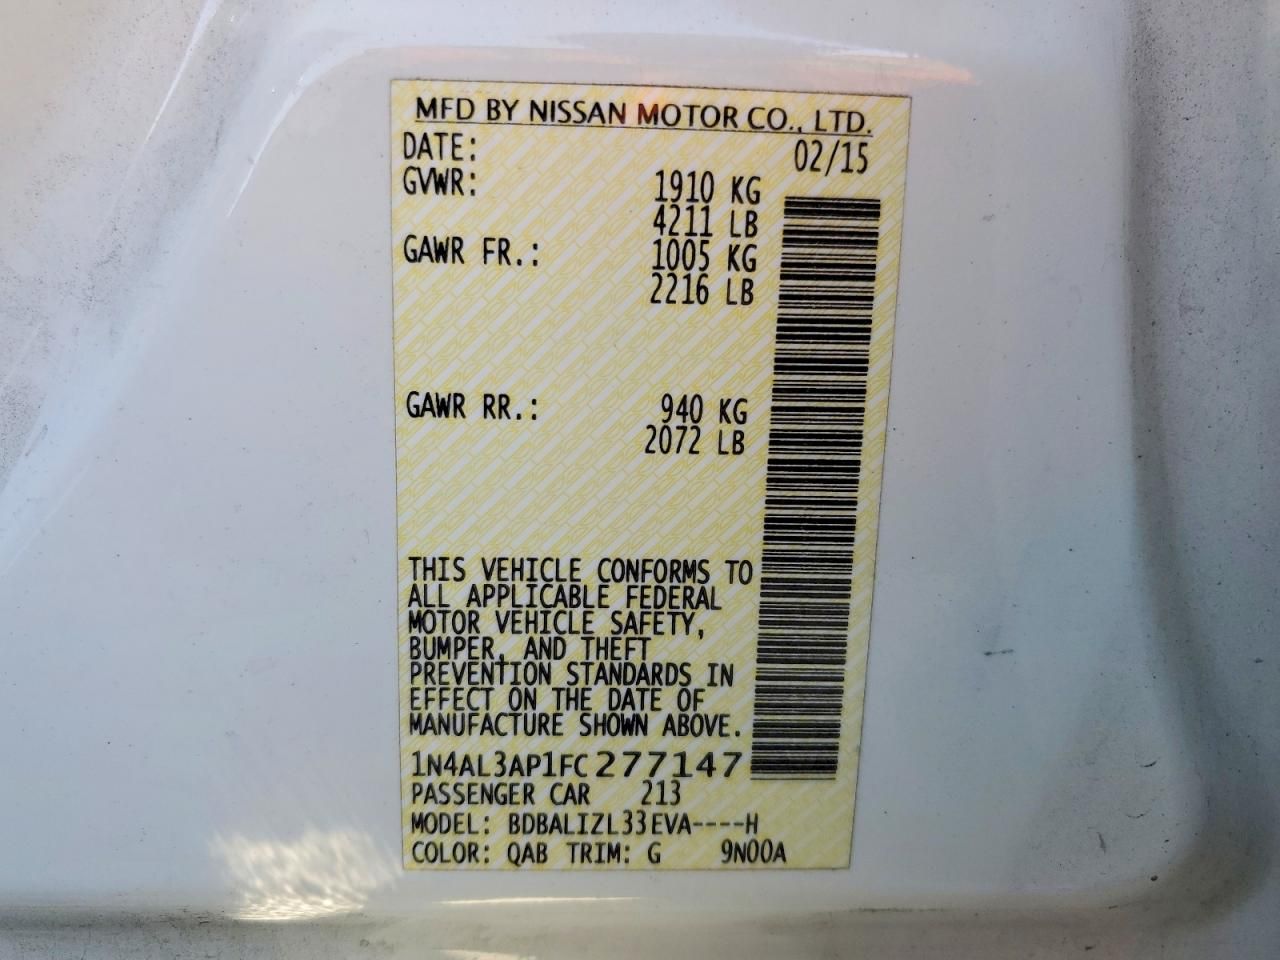 MFD BY NISSAN MOTOR CO., LTD.
DATE: 02/15
GVWR: 1910 KG
4211 LB
GAWR FR.: 1005 KG
2216 LB
GAWR RR.: 940 KG
2072 LB
THIS VEHICLE CONFORMS TO
ALL APPLICABLE FEDERAL
MOTOR VEHICLE SAFETY,
BUMPER, AND THEFT
PREVENTION STANDARDS IN
EFFECT ON THE DATE OF
MANUFACTURE SHOWN ABOVE.
1N4AL3AP1FC277147
PASSENGER CAR 213
MODEL: BDBALIZL33EVA----H
COLOR: QAB TRIM: G 9N00A